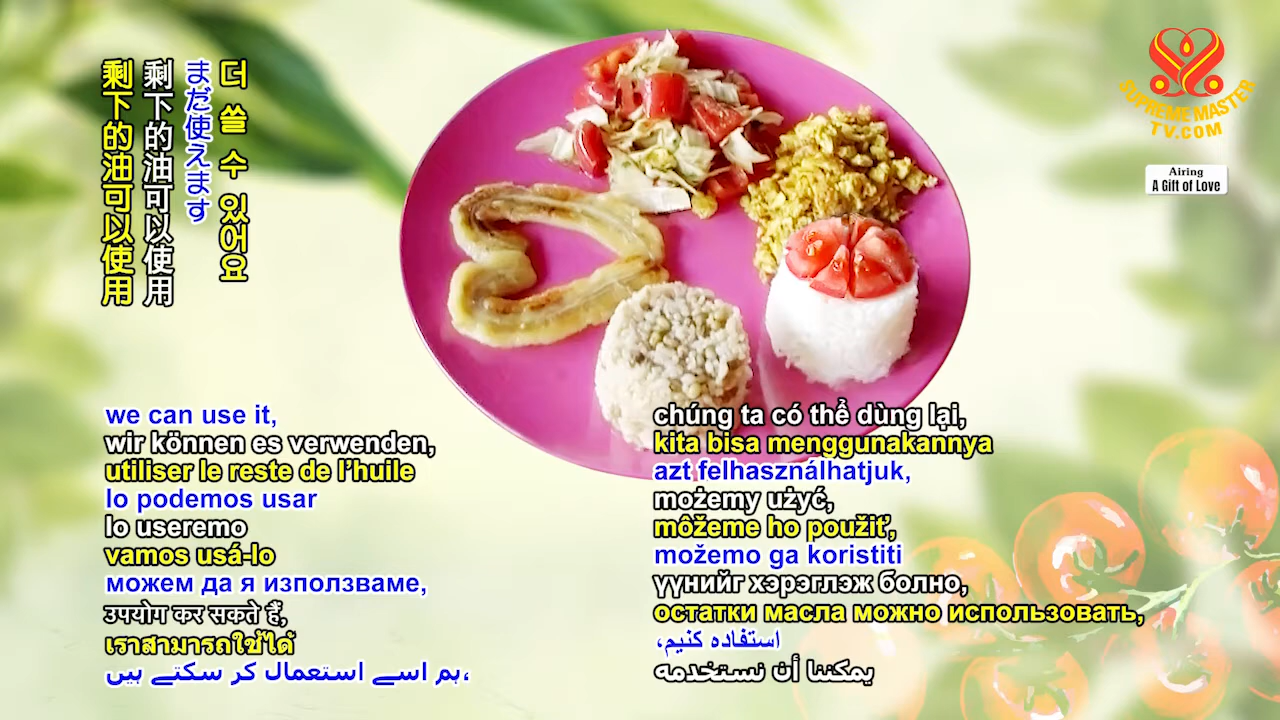 剩下的油可以使用
剩下的油可以使用
まだ使えます
더 쓸 수 있어요
SUPREME MASTER
TV.COM
Airing
A Gift of Love
we can use it,
wir können es verwenden,
utiliser le reste de l’huile
lo podemos usar
lo useremo
vamos usá-lo
можем да я използваме,
उपयोग कर सकते हैं,
เราสามารถใช้ได้
ہم اسے استعمال کر سکتے ہیں،
chúng ta có thể dùng lại,
kita bisa menggunakannya
azt felhasználhatjuk,
możemy użyć,
môžeme ho použiť,
možemo ga koristiti
үүнийг хэрэглэж болно,
остатки масла можно использовать,
استفاده کنیم،
يمكننا أن نستخدمه